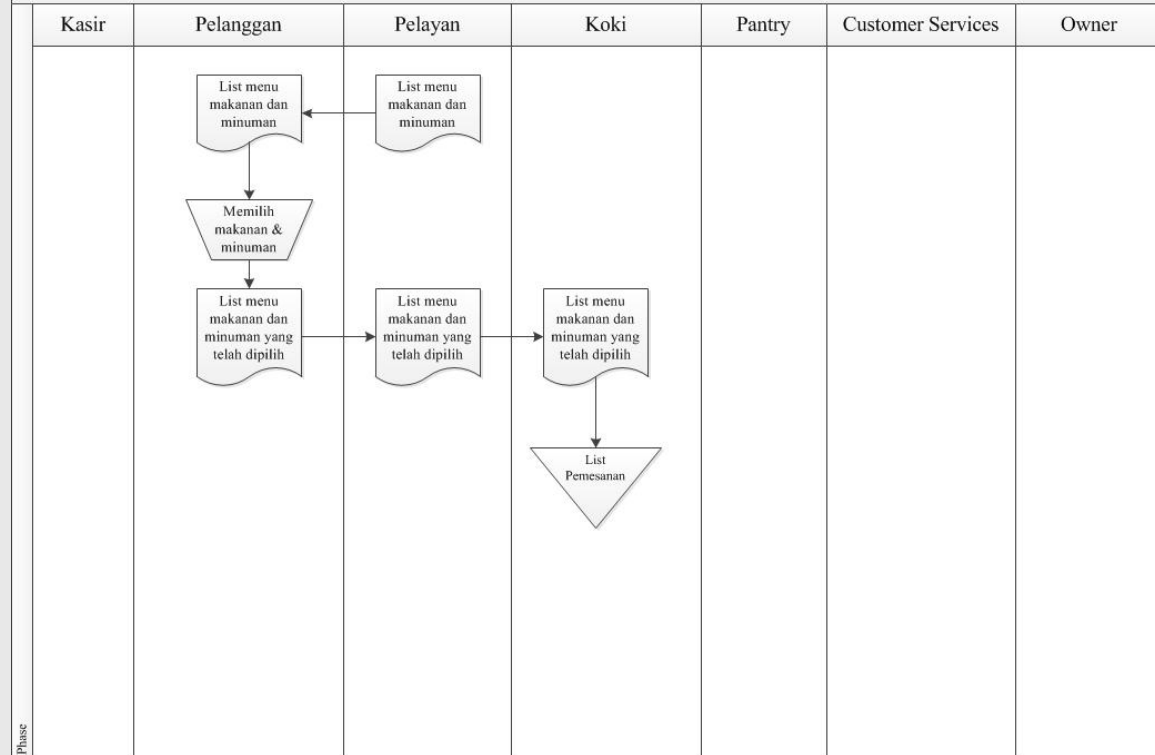 Kasir
Pelanggan
Pelayan
Koki
Pantry
Customer Services
Owner
List menu
makanan dan
minuman
List menu
makanan dan
minuman
Memilih
makanan &
minuman
List menu
makanan dan
minuman yang
telah dipilih
List menu
makanan dan
minuman yang
telah dipilih
List menu
makanan dan
minuman yang
telah dipilih
List
Pemesanan
Phase